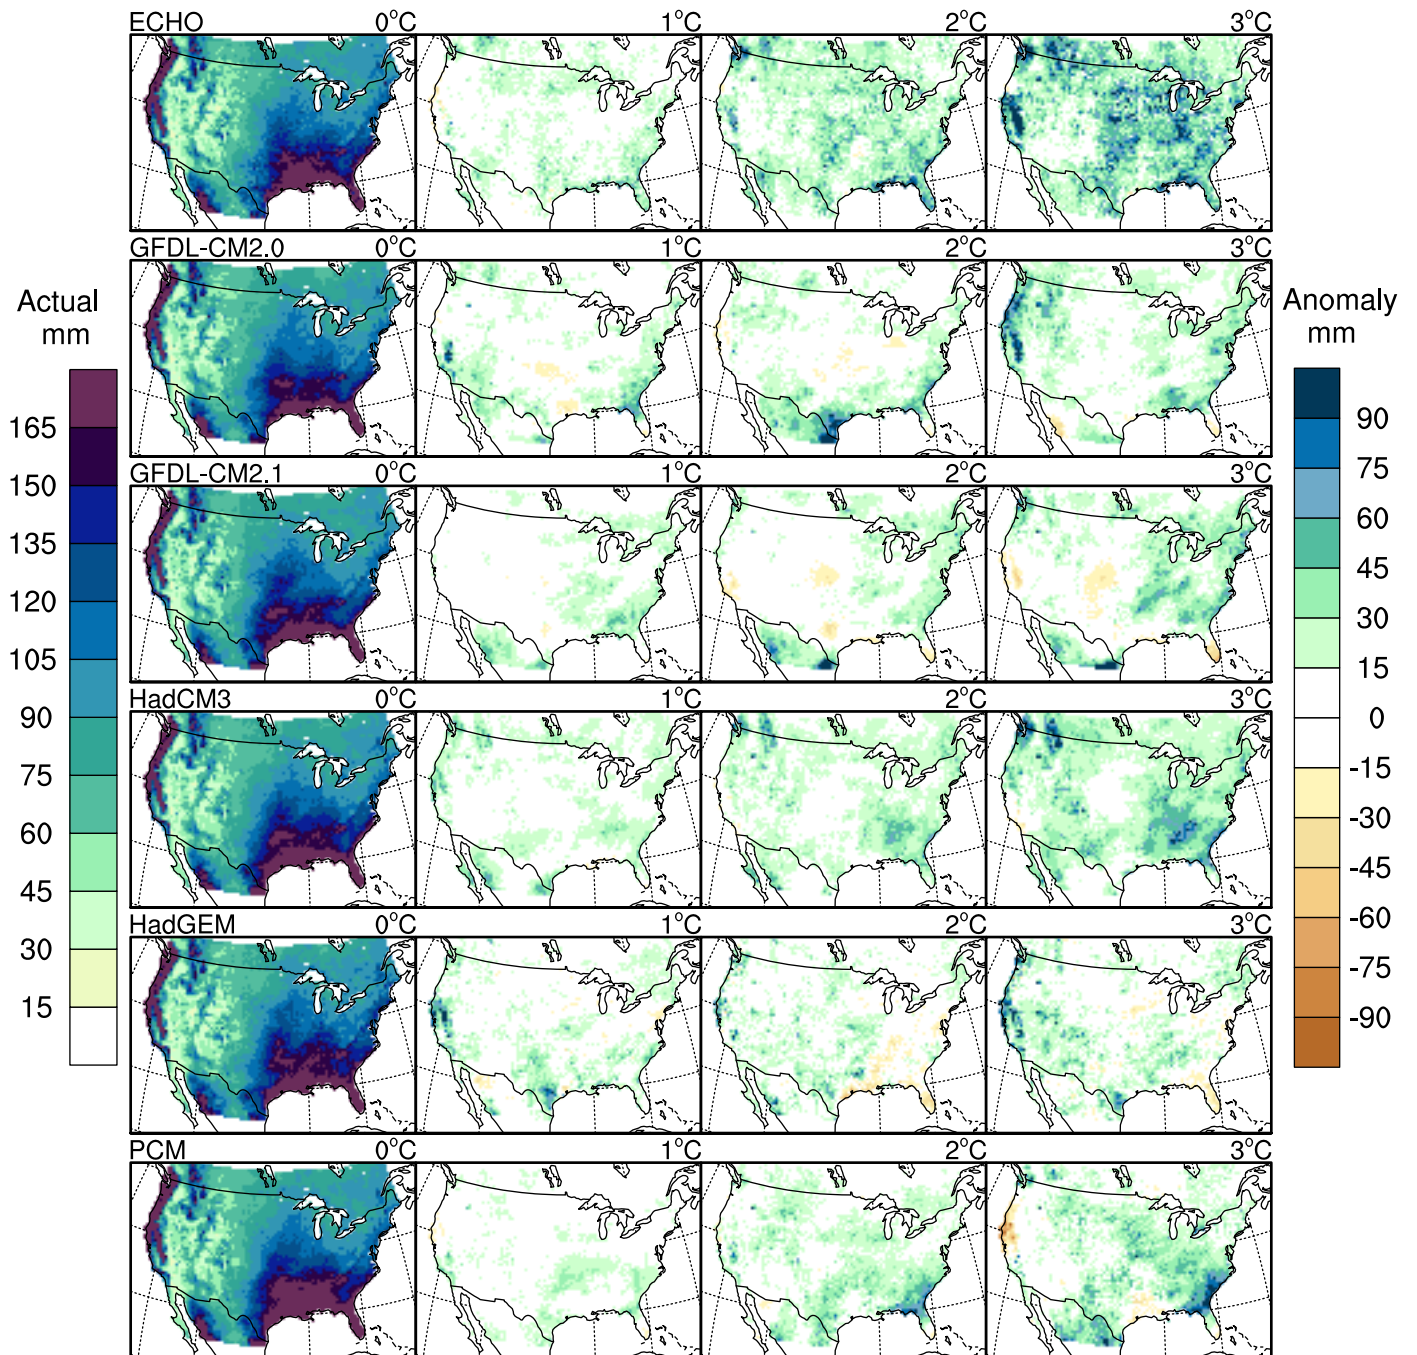 ECHO 0°C 1°C 2°C 3°C
GFDL-CM2.0 0°C 1°C 2°C 3°C
Actual
mm
165
150
135
120
105
90
75
60
45
30
15
Anomaly
mm
90
75
60
45
30
15
0
-15
-30
-45
-60
-75
-90
GFDL-CM2.1 0°C 1°C 2°C 3°C
HadCM3 0°C 1°C 2°C 3°C
HadGEM 0°C 1°C 2°C 3°C
PCM 0°C 1°C 2°C 3°C